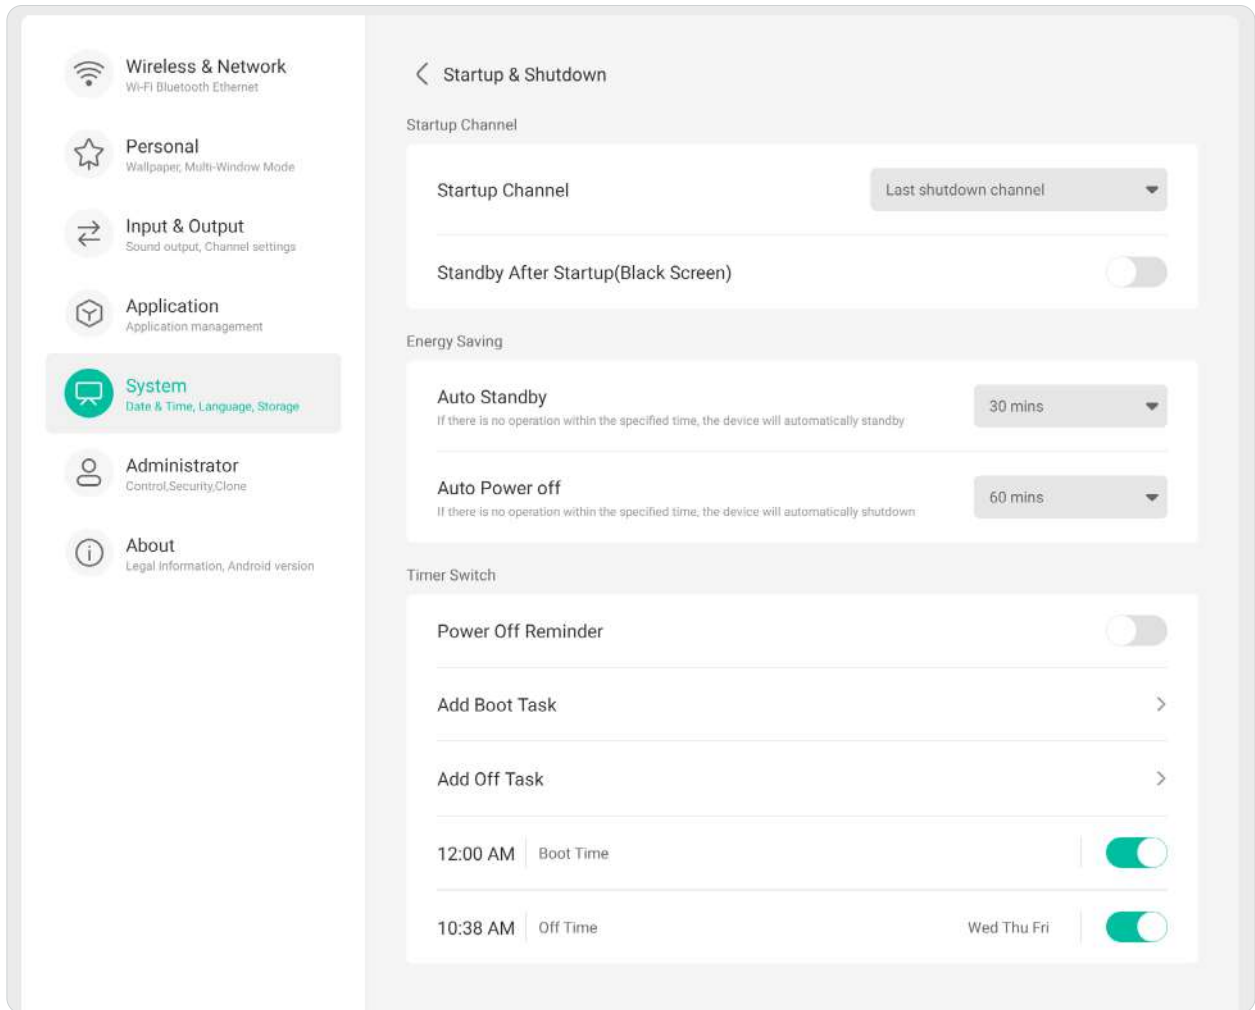 Wireless & Network
Wi-Fi Bluetooth Ethernet
Personal
Wallpaper, Multi-Window Mode
Input & Output
Sound output, Channel settings
Application
Application management
System
Date & Time, Language, Storage
Administrator
Control,Security,Clone
About
Legal Information, Android version
Startup & Shutdown
Startup Channel
Startup Channel
Last shutdown channel
Standby After Startup(Black Screen)
Energy Saving
Auto Standby
30 mins
If there is no operation within the specified time, the device will automatically standby
Auto Power off
60 mins
If there is no operation within the specified time, the device will automatically shutdown
Timer Switch
Power Off Reminder
Add Boot Task
Add Off Task
12:00 AM Boot Time
10:38 AM Off Time Wed Thu Fri